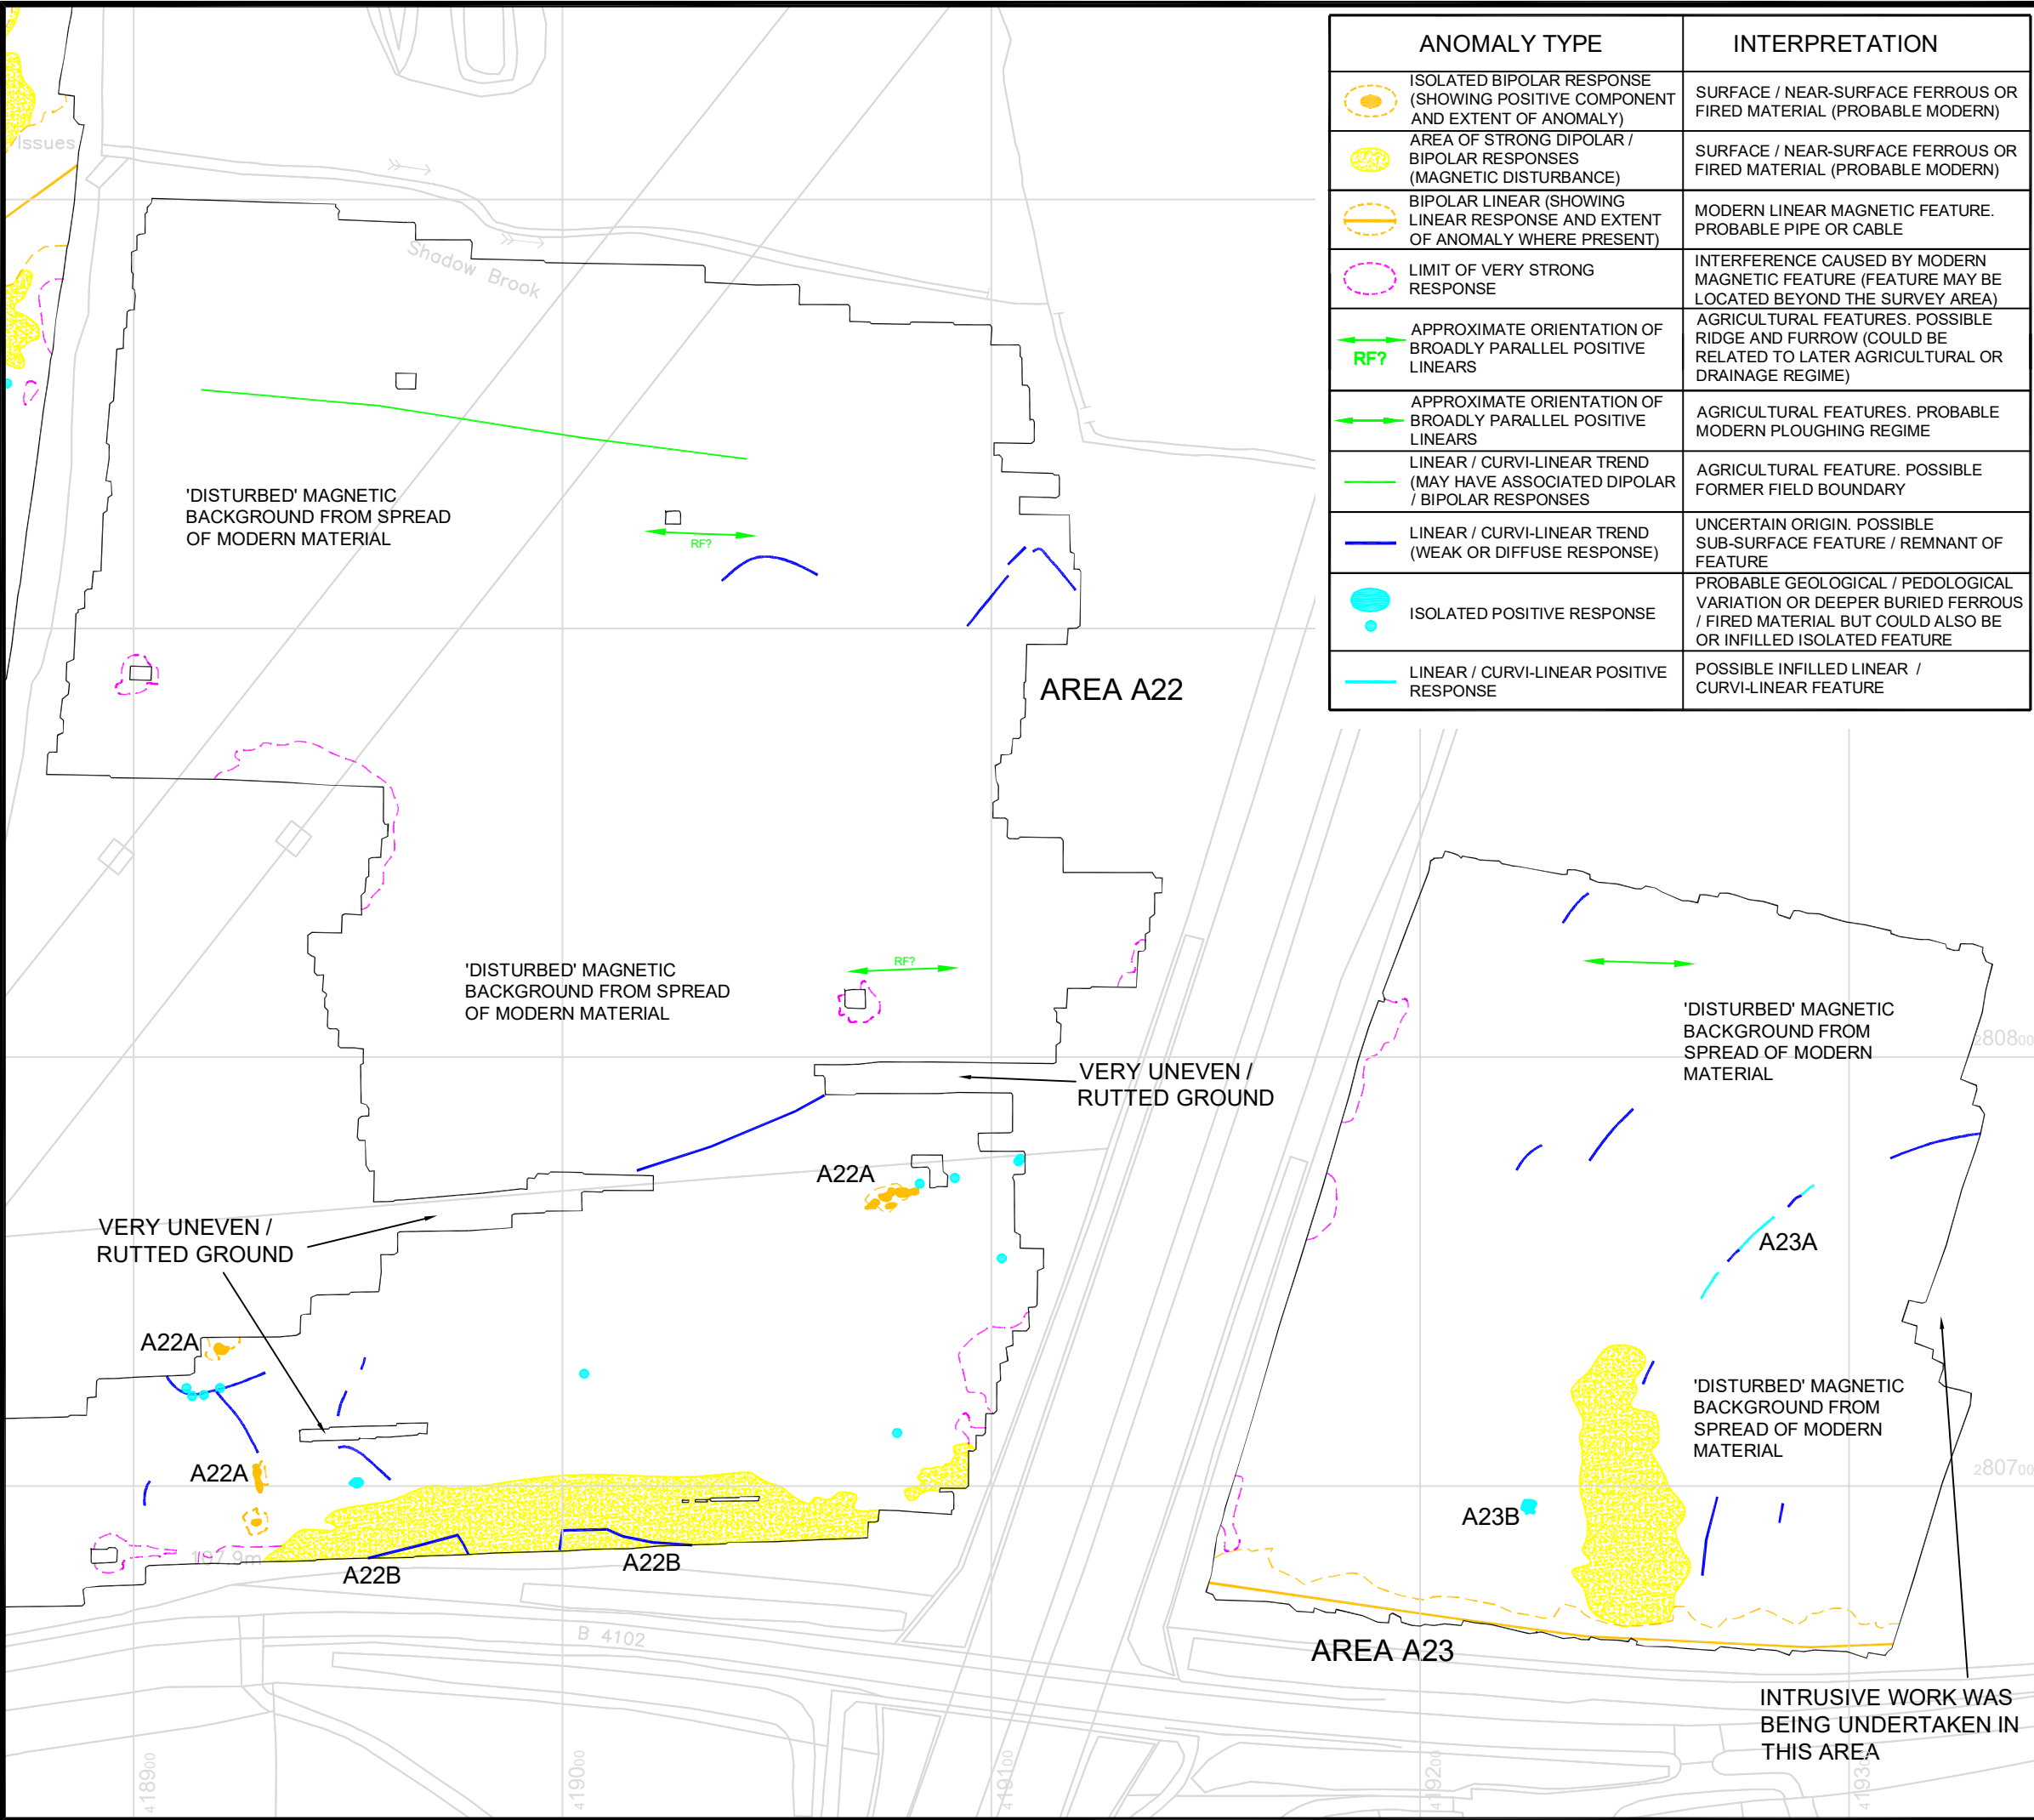 ANOMALY TYPE
INTERPRETATION
ISOLATED BIPOLAR RESPONSE
(SHOWING POSITIVE COMPONENT
AND EXTENT OF ANOMALY)
SURFACE / NEAR-SURFACE FERROUS OR
FIRED MATERIAL (PROBABLE MODERN)
AREA OF STRONG DIPOLAR /
BIPOLAR RESPONSES
(MAGNETIC DISTURBANCE)
SURFACE / NEAR-SURFACE FERROUS OR
FIRED MATERIAL (PROBABLE MODERN)
BIPOLAR LINEAR (SHOWING
LINEAR RESPONSE AND EXTENT
OF ANOMALY WHERE PRESENT)
MODERN LINEAR MAGNETIC FEATURE.
PROBABLE PIPE OR CABLE
LIMIT OF VERY STRONG
RESPONSE
INTERFERENCE CAUSED BY MODERN
MAGNETIC FEATURE (FEATURE MAY BE
LOCATED BEYOND THE SURVEY AREA)
RF?
APPROXIMATE ORIENTATION OF
BROADLY PARALLEL POSITIVE
LINEARS
AGRICULTURAL FEATURES. POSSIBLE
RIDGE AND FURROW (COULD BE
RELATED TO LATER AGRICULTURAL OR
DRAINAGE REGIME)
APPROXIMATE ORIENTATION OF
BROADLY PARALLEL POSITIVE
LINEARS
AGRICULTURAL FEATURES. PROBABLE
MODERN PLOUGHING REGIME
LINEAR / CURVI-LINEAR TREND
(MAY HAVE ASSOCIATED DIPOLAR
/ BIPOLAR RESPONSES
AGRICULTURAL FEATURE. POSSIBLE
FORMER FIELD BOUNDARY
LINEAR / CURVI-LINEAR TREND
(WEAK OR DIFFUSE RESPONSE)
UNCERTAIN ORIGIN. POSSIBLE
SUB-SURFACE FEATURE / REMNANT OF
FEATURE
ISOLATED POSITIVE RESPONSE
PROBABLE GEOLOGICAL / PEDOLOGICAL
VARIATION OR DEEPER BURIED FERROUS
/ FIRED MATERIAL BUT COULD ALSO BE
OR INFILLED ISOLATED FEATURE
LINEAR / CURVI-LINEAR POSITIVE
RESPONSE
POSSIBLE INFILLED LINEAR /
CURVI-LINEAR FEATURE
Issues
Shadow Brook
'DISTURBED' MAGNETIC
BACKGROUND FROM SPREAD
OF MODERN MATERIAL
RF?
AREA A22
'DISTURBED' MAGNETIC
BACKGROUND FROM SPREAD
OF MODERN MATERIAL
RF?
'DISTURBED' MAGNETIC
BACKGROUND FROM
SPREAD OF MODERN
MATERIAL
280800
VERY UNEVEN /
RUTTED GROUND
A22A
VERY UNEVEN /
RUTTED GROUND
A23A
A22A
'DISTURBED' MAGNETIC
BACKGROUND FROM
SPREAD OF MODERN
MATERIAL
A22A
280700
A23B
A22B
A22B
B 4102
AREA A23
INTRUSIVE WORK WAS
BEING UNDERTAKEN IN
THIS AREA
418900
419000
419100
419200